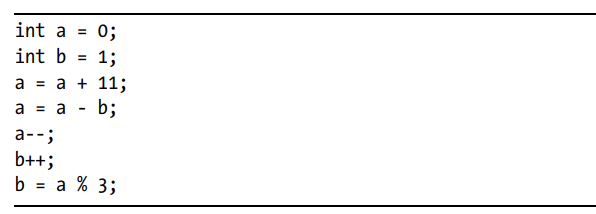 int a = 0;
int b = 1;
a = a + 11;
a = a - b;
a--;
b++;
b = a % 3;